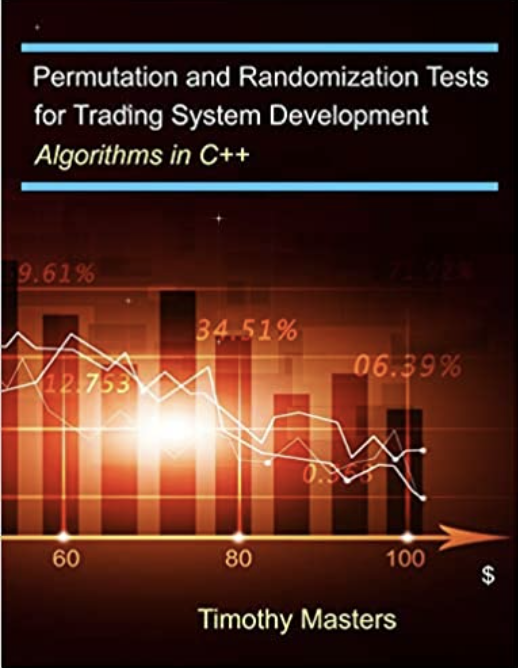 Permutation and Randomization Tests
for Trading System Development
Algorithms in C++
9.61%
34.51%
06.39%
12.753
60
80
100
$
Timothy Masters